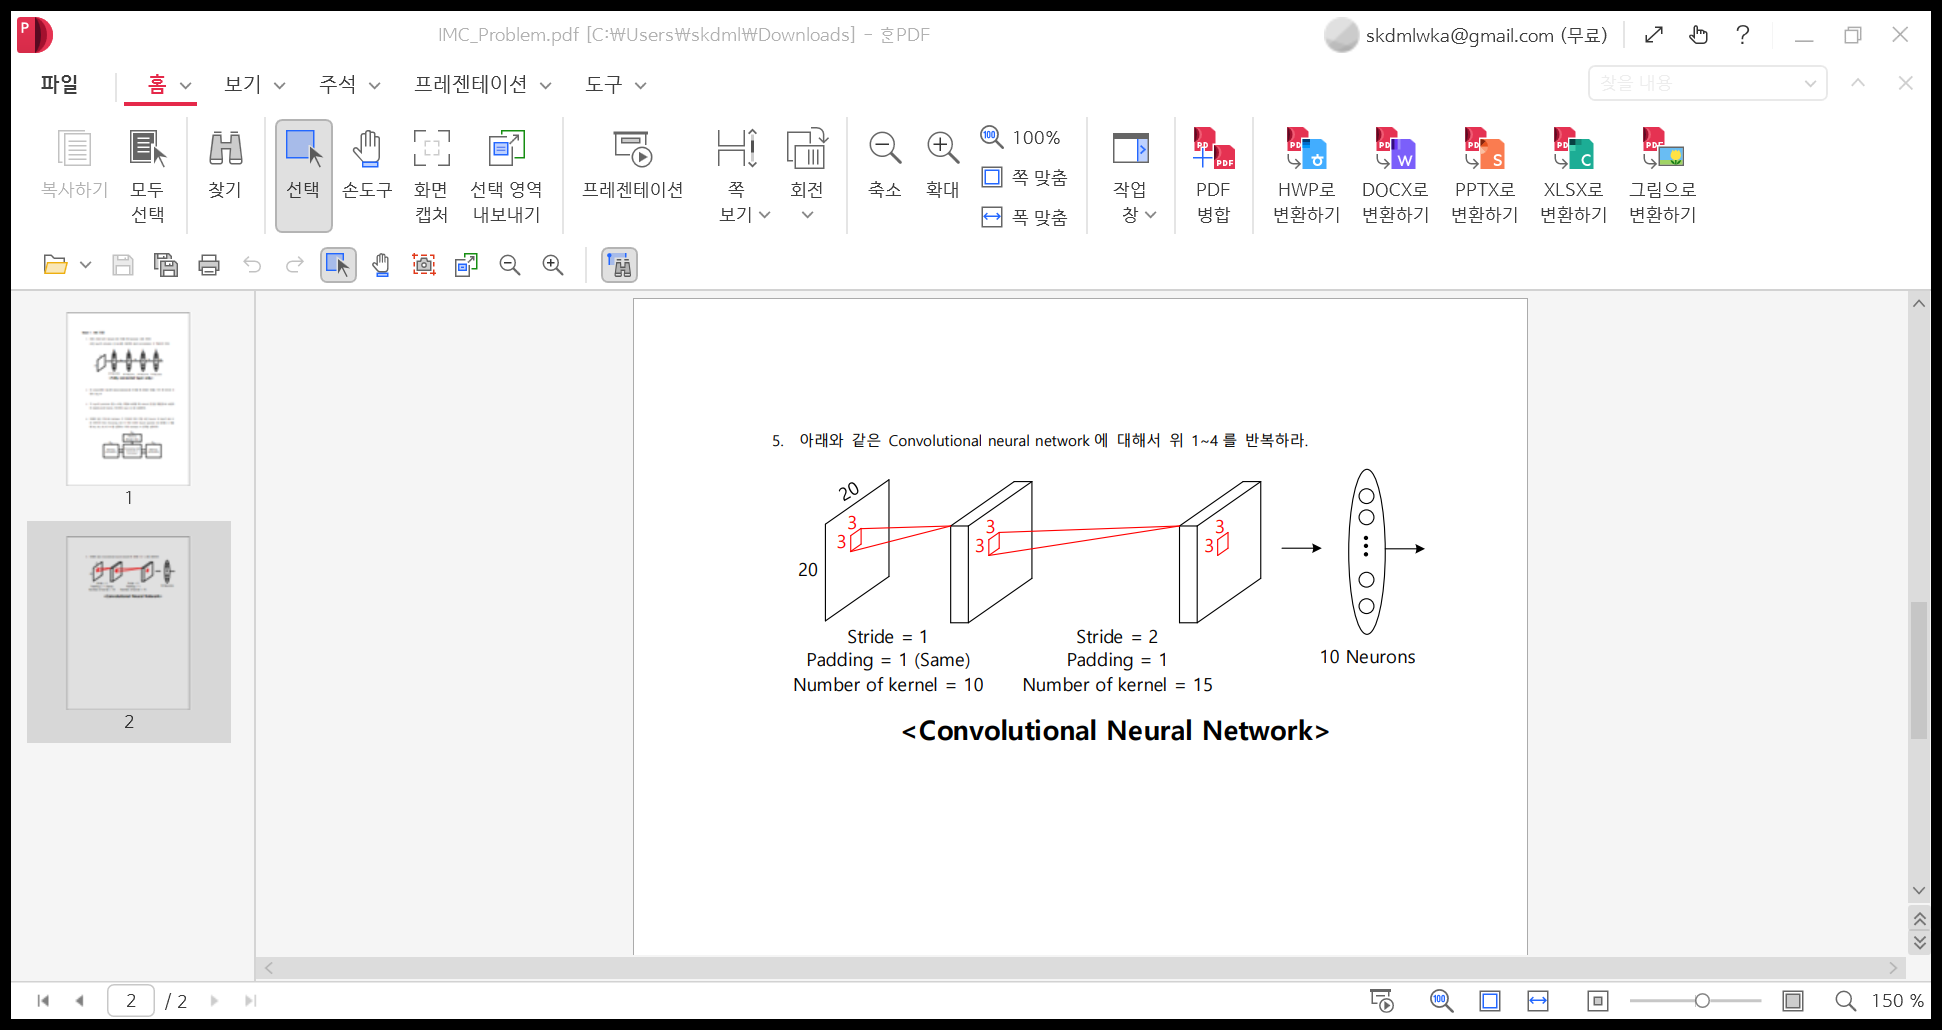 IMC_Problem.pdf [C:₩Users₩skdml₩Downloads] - 한PDF
skdmlwka@gmail.com (무료)
파일 홈 보기 주석 프레젠테이션 도구
찾을 내용
복사하기
모두 선택
찾기
선택
손도구
화면 캡처
선택 영역 내보내기
프레젠테이션
쪽 보기
회전
축소
확대
100%
쪽 맞춤
폭 맞춤
작업 창
PDF 병합
HWP로 변환하기
DOCX로 변환하기
PPTX로 변환하기
XLSX로 변환하기
그림으로 변환하기
1
2
5. 아래와 같은 Convolutional neural network 에 대해서 위 1~4 를 반복하라.
20
3
3
20
3
3
3
3
Stride = 1
Padding = 1 (Same)
Number of kernel = 10
Stride = 2
Padding = 1
Number of kernel = 15
10 Neurons
<Convolutional Neural Network>
2 / 2
150 %